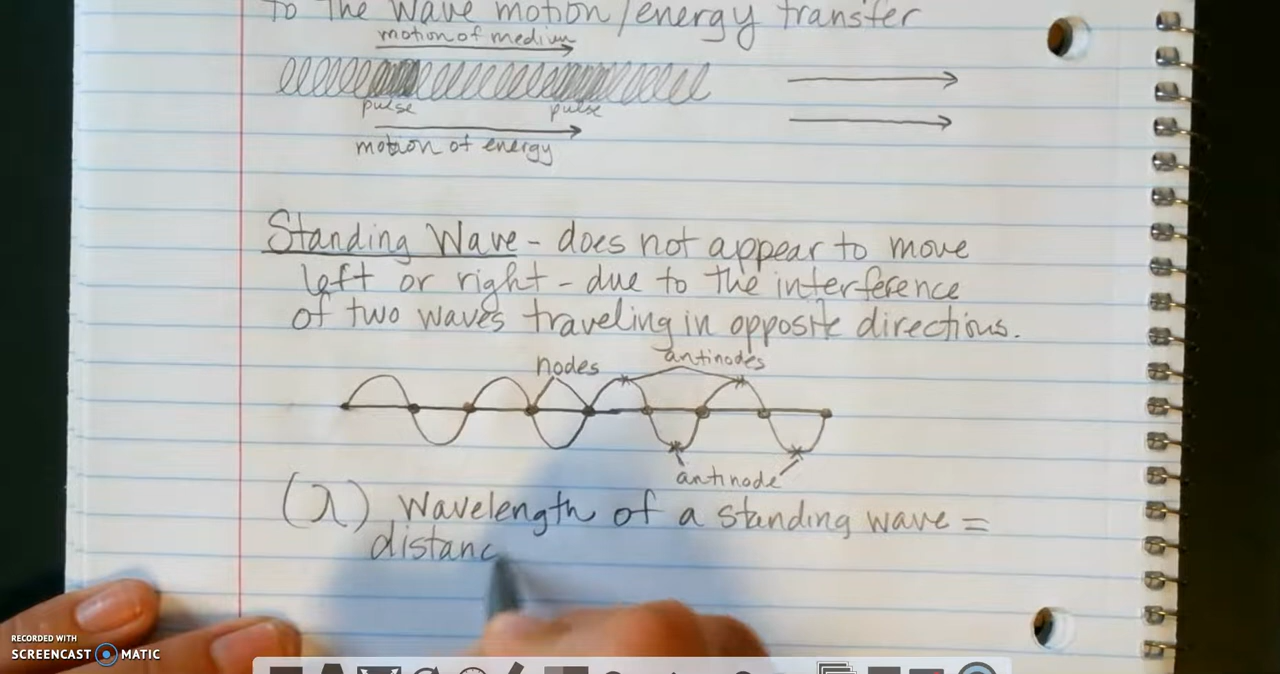 to the wave motion/energy transfer
motion of medium
pulse pulse
motion of energy
Standing Wave - does not appear to move
left or right - due to the interference
of two waves traveling in opposite directions.
nodes antinodes
antinode
(λ) Wavelength of a standing wave =
distanc
RECORDED WITH
SCREENCAST MATIC